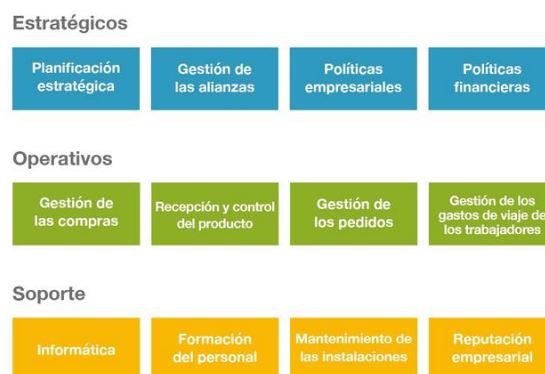 Estratégicos
Planificación
estratégica
Gestión de
las alianzas
Políticas
empresariales
Políticas
financieras
Operativos
Gestión de
las compras
Recepción y control
del producto
Gestión de
los pedidos
Gestión de los
gastos de viaje de
los trabajadores
Soporte
Informática
Formación
del personal
Mantenimiento de
las instalaciones
Reputación
empresarial